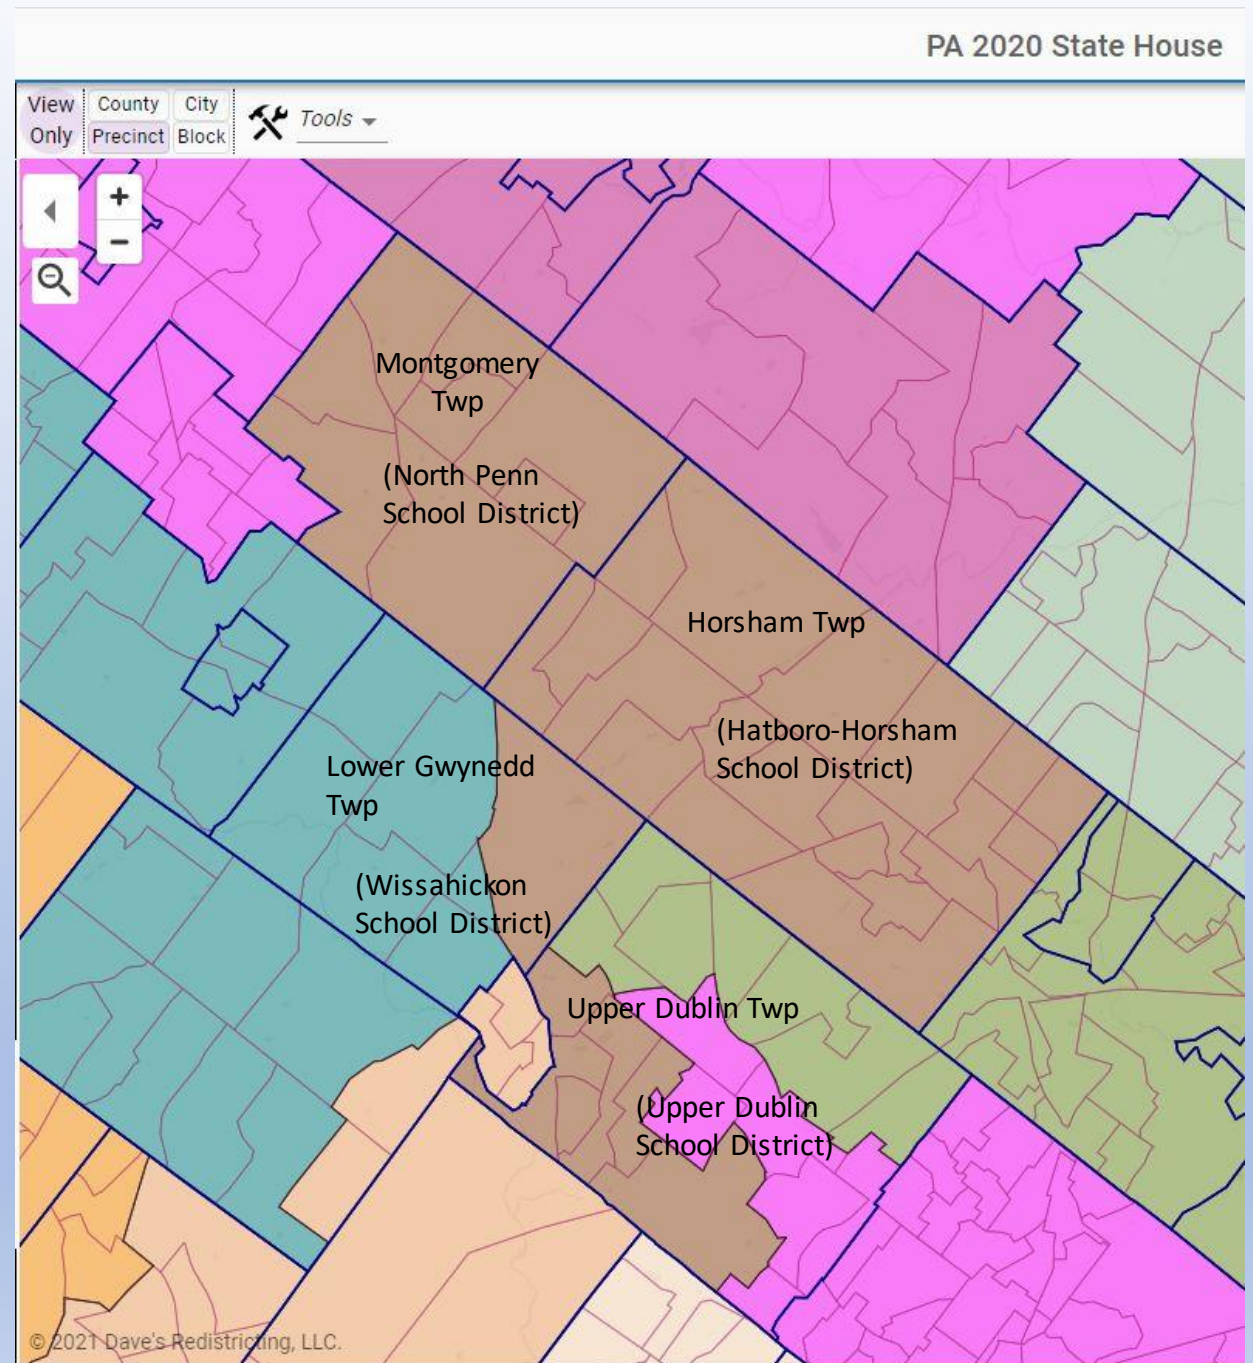 PA 2020 State House
View Only
County
City
Precinct
Block
Tools
+
−
Montgomery
Twp
(North Penn
School District)
Horsham Twp
(Hatboro-Horsham
School District)
Lower Gwynedd
Twp
(Wissahickon
School District)
Upper Dublin Twp
(Upper Dublin
School District)
© 2021 Dave's Redistricting, LLC.